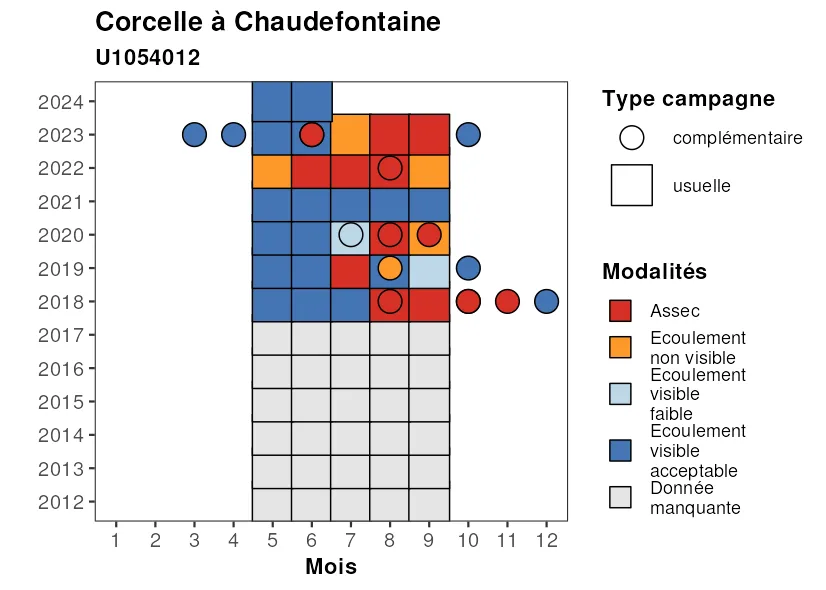 Corcelle à Chaudefontaine
U1054012
2024
2023
2022
2021
2020
2019
2018
2017
2016
2015
2014
2013
2012
1 2 3 4 5 6 7 8 9 10 11 12
Mois
Type campagne
complémentaire
usuelle
Modalités
Assec
Ecoulement
non visible
Ecoulement
visible
faible
Ecoulement
visible
acceptable
Donnée
manquante